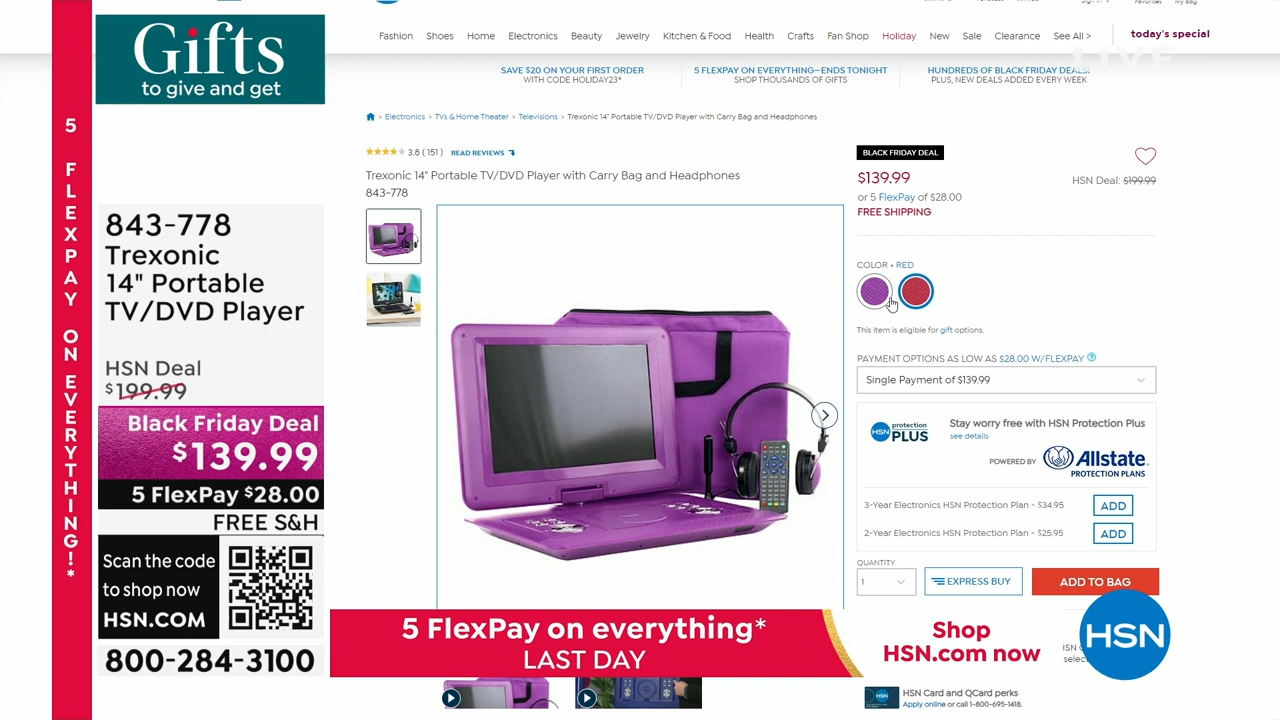 Gifts
to give and get
5 FLEXPAY ON EVERYTHING!*
843-778
Trexonic
14" Portable
TV/DVD Player
HSN Deal
$199.99
Black Friday Deal
$139.99
5 FlexPay $28.00
FREE S&H
Scan the code
to shop now
HSN.COM
800-284-3100
Fashion Shoes Home Electronics Beauty Jewelry Kitchen & Food Health Crafts Fan Shop Holiday New Sale Clearance See All > today's special
LIVE
SAVE $20 ON YOUR FIRST ORDER
WITH CODE HOLIDAY23*
5 FLEXPAY ON EVERYTHING—ENDS TONIGHT
SHOP THOUSANDS OF GIFTS
HUNDREDS OF BLACK FRIDAY DEALS!
PLUS, NEW DEALS ADDED EVERY WEEK
> Electronics > TVs & Home Theater > Televisions > Trexonic 14" Portable TV/DVD Player with Carry Bag and Headphones
3.8 ( 151 ) READ REVIEWS
Trexonic 14" Portable TV/DVD Player with Carry Bag and Headphones
843-778
BLACK FRIDAY DEAL
$139.99
HSN Deal: $199.99
or 5 FlexPay of $28.00
FREE SHIPPING
COLOR • RED
This item is eligible for gift options.
PAYMENT OPTIONS AS LOW AS $28.00 W/FLEXPAY
Single Payment of $139.99
HSN protection PLUS
Stay worry free with HSN Protection Plus
see details
POWERED BY Allstate PROTECTION PLANS
3-Year Electronics HSN Protection Plan - $34.95 ADD
2-Year Electronics HSN Protection Plan - $25.95 ADD
QUANTITY
1 EXPRESS BUY ADD TO BAG
5 FlexPay on everything*
LAST DAY
Shop
HSN.com now
HSN
HSN Card and QCard perks
Apply online or call 1-800-695-1418.